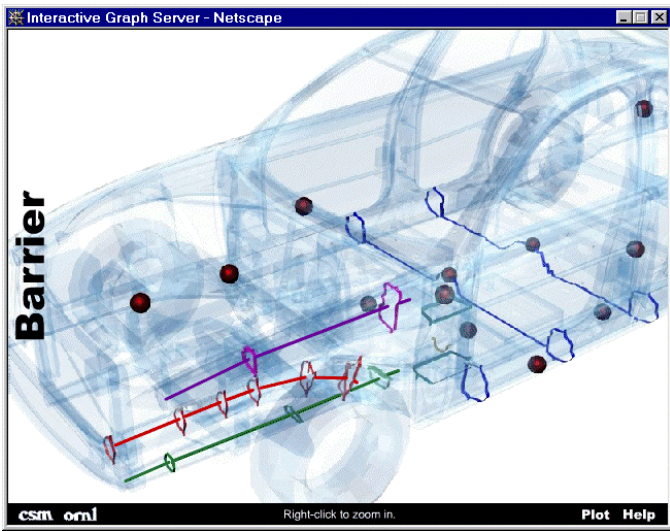 Interactive Graph Server - Netscape
Barrier
csm ornl
Right-click to zoom in.
Plot Help